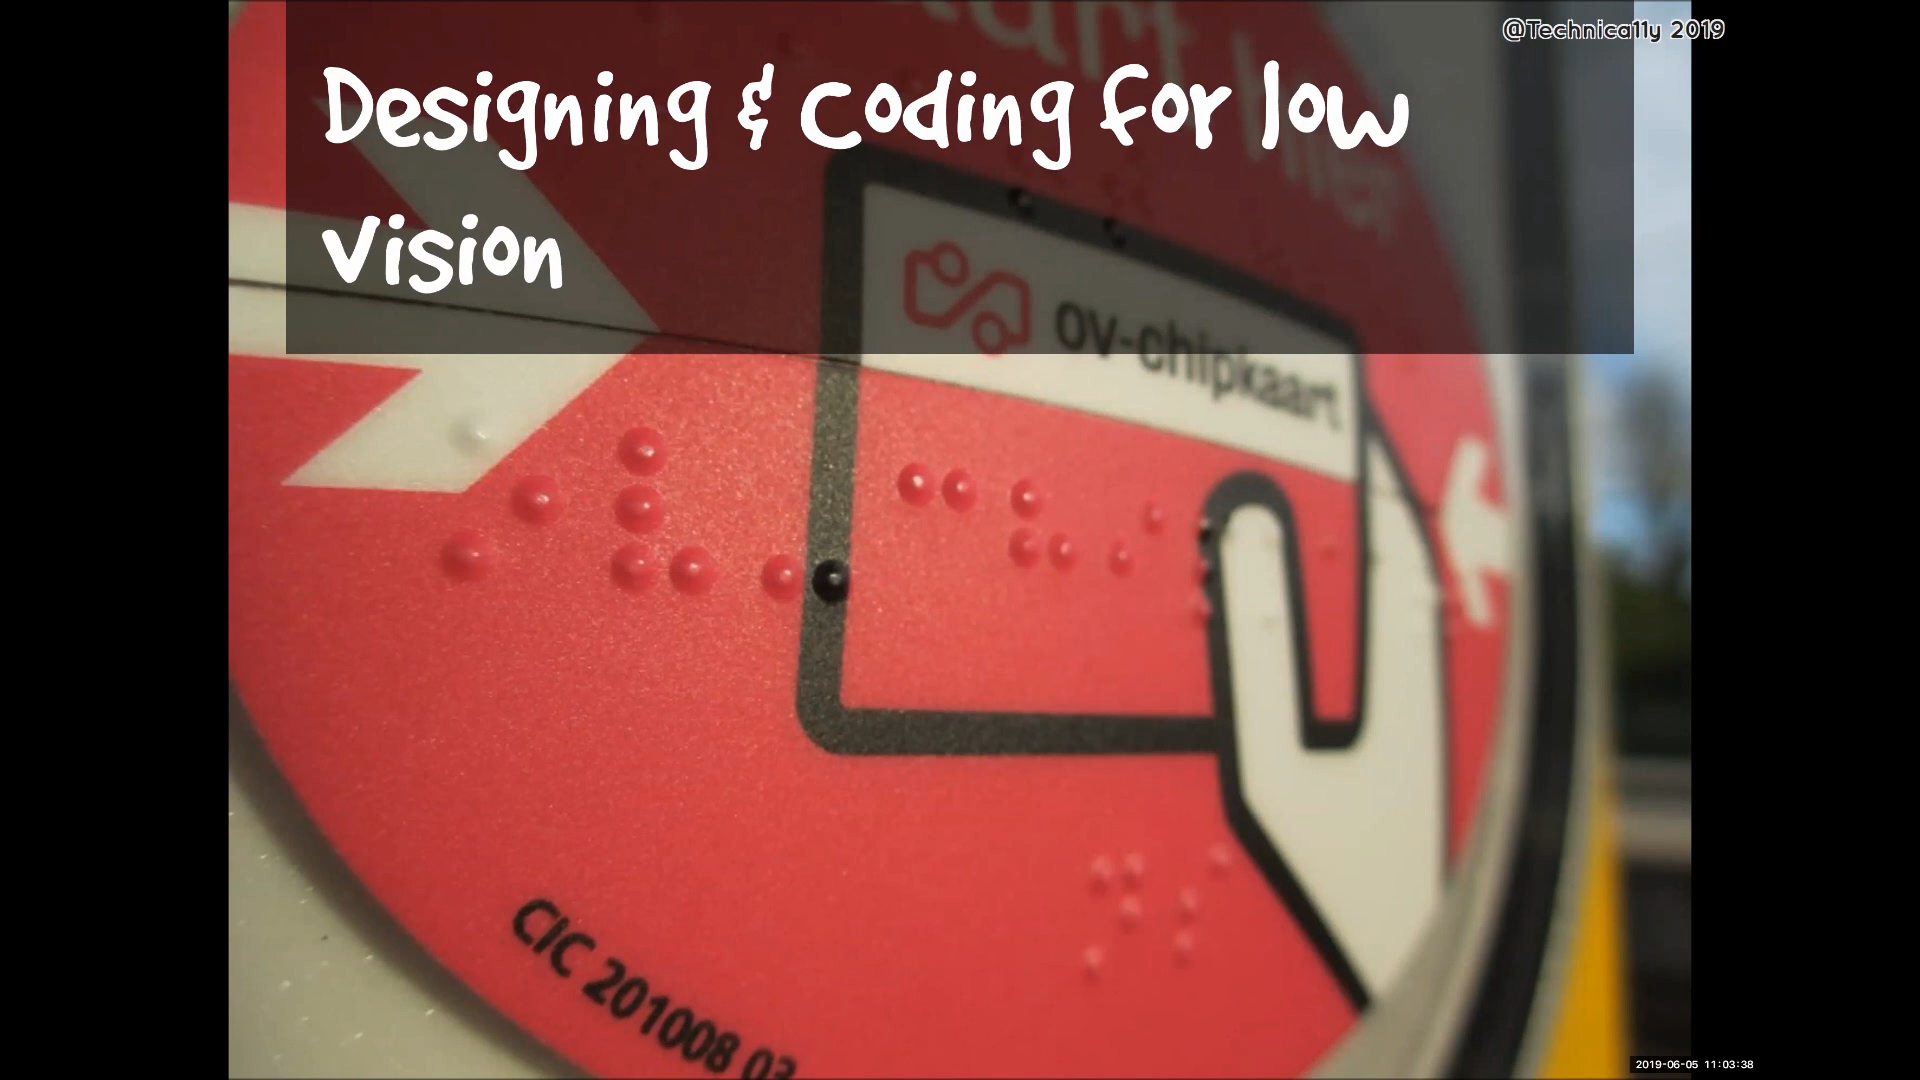 @Technica11y 2019
Designing & Coding for low
vision
ov-chipkaart
CIC 201008 03
2019-06-05 11:03:38